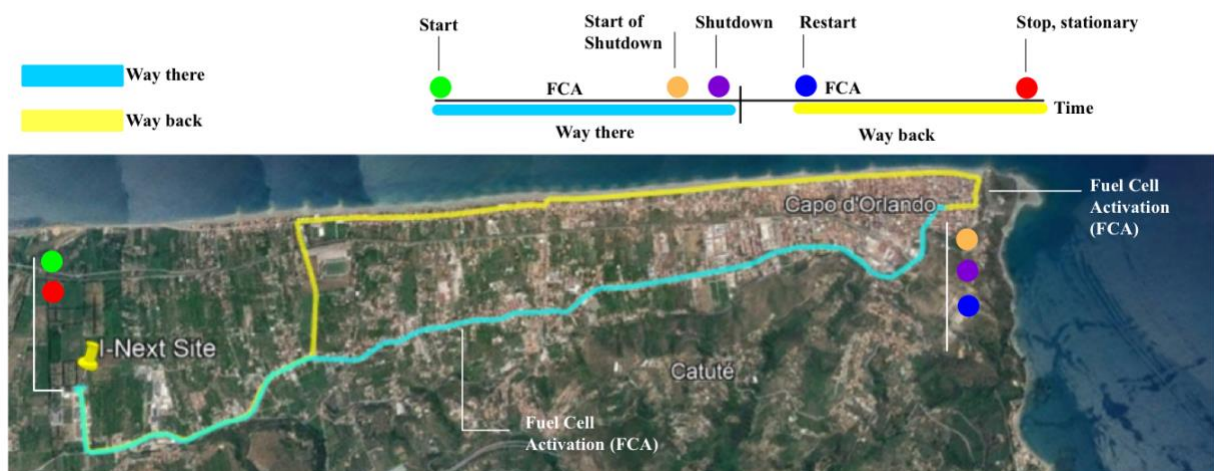 Start
Start of
Shutdown
Shutdown
Restart
Stop, stationary
Way there
Way back
FCA
FCA
Time
Way there
Way back
Capo d'Orlando
Fuel Cell
Activation
(FCA)
I-Next Site
Catuté
Fuel Cell
Activation (FCA)